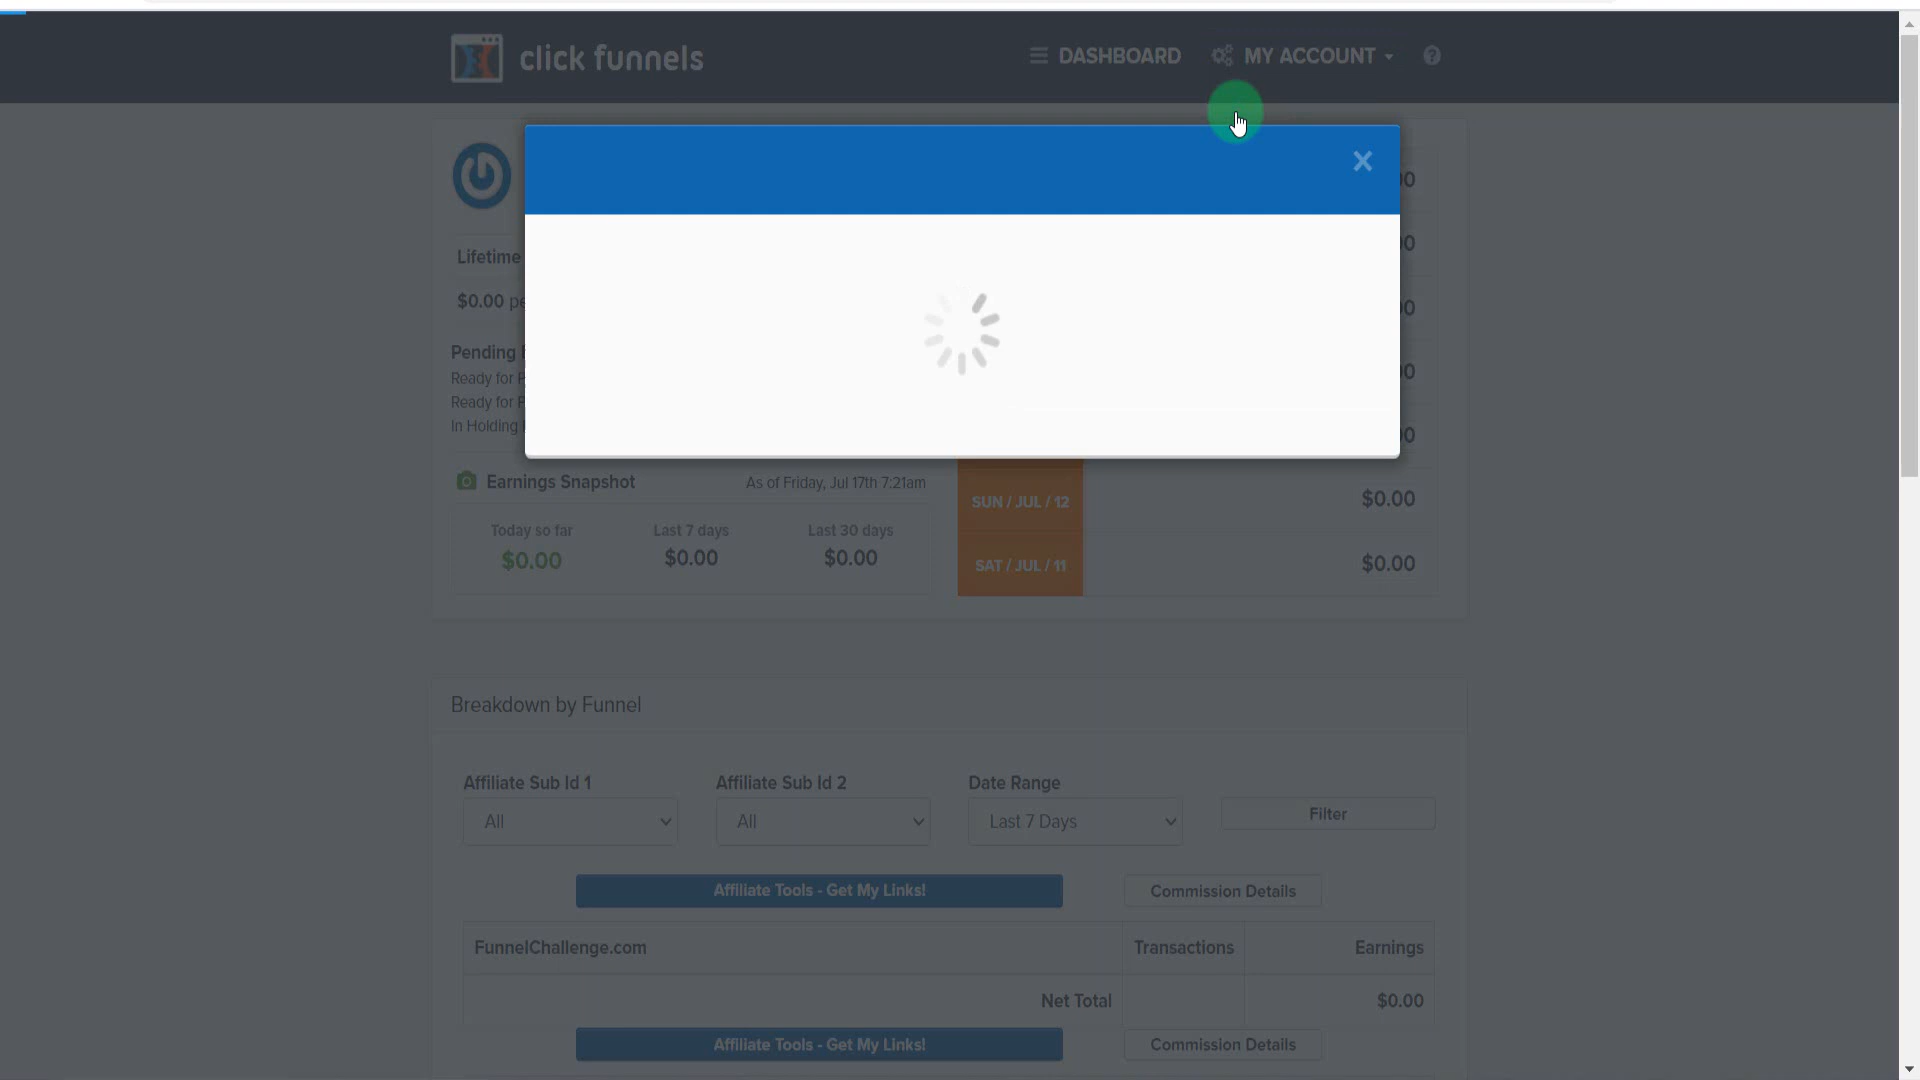 click funnels
DASHBOARD
MY ACCOUNT
Lifetime
$0.00
Pending
Ready for
Ready for
In Holding
Earnings Snapshot
As of Friday, Jul 17th 7:21am
Today so far
Last 7 days
Last 30 days
$0.00
$0.00
$0.00
SUN / JUL / 12
$0.00
SAT / JUL / 11
$0.00
Breakdown by Funnel
Affiliate Sub Id 1
Affiliate Sub Id 2
Date Range
All
All
Last 7 Days
Filter
Affiliate Tools - Get My Links!
Commission Details
FunnelChallenge.com
Transactions
Earnings
Net Total
$0.00
Affiliate Tools - Get My Links!
Commission Details